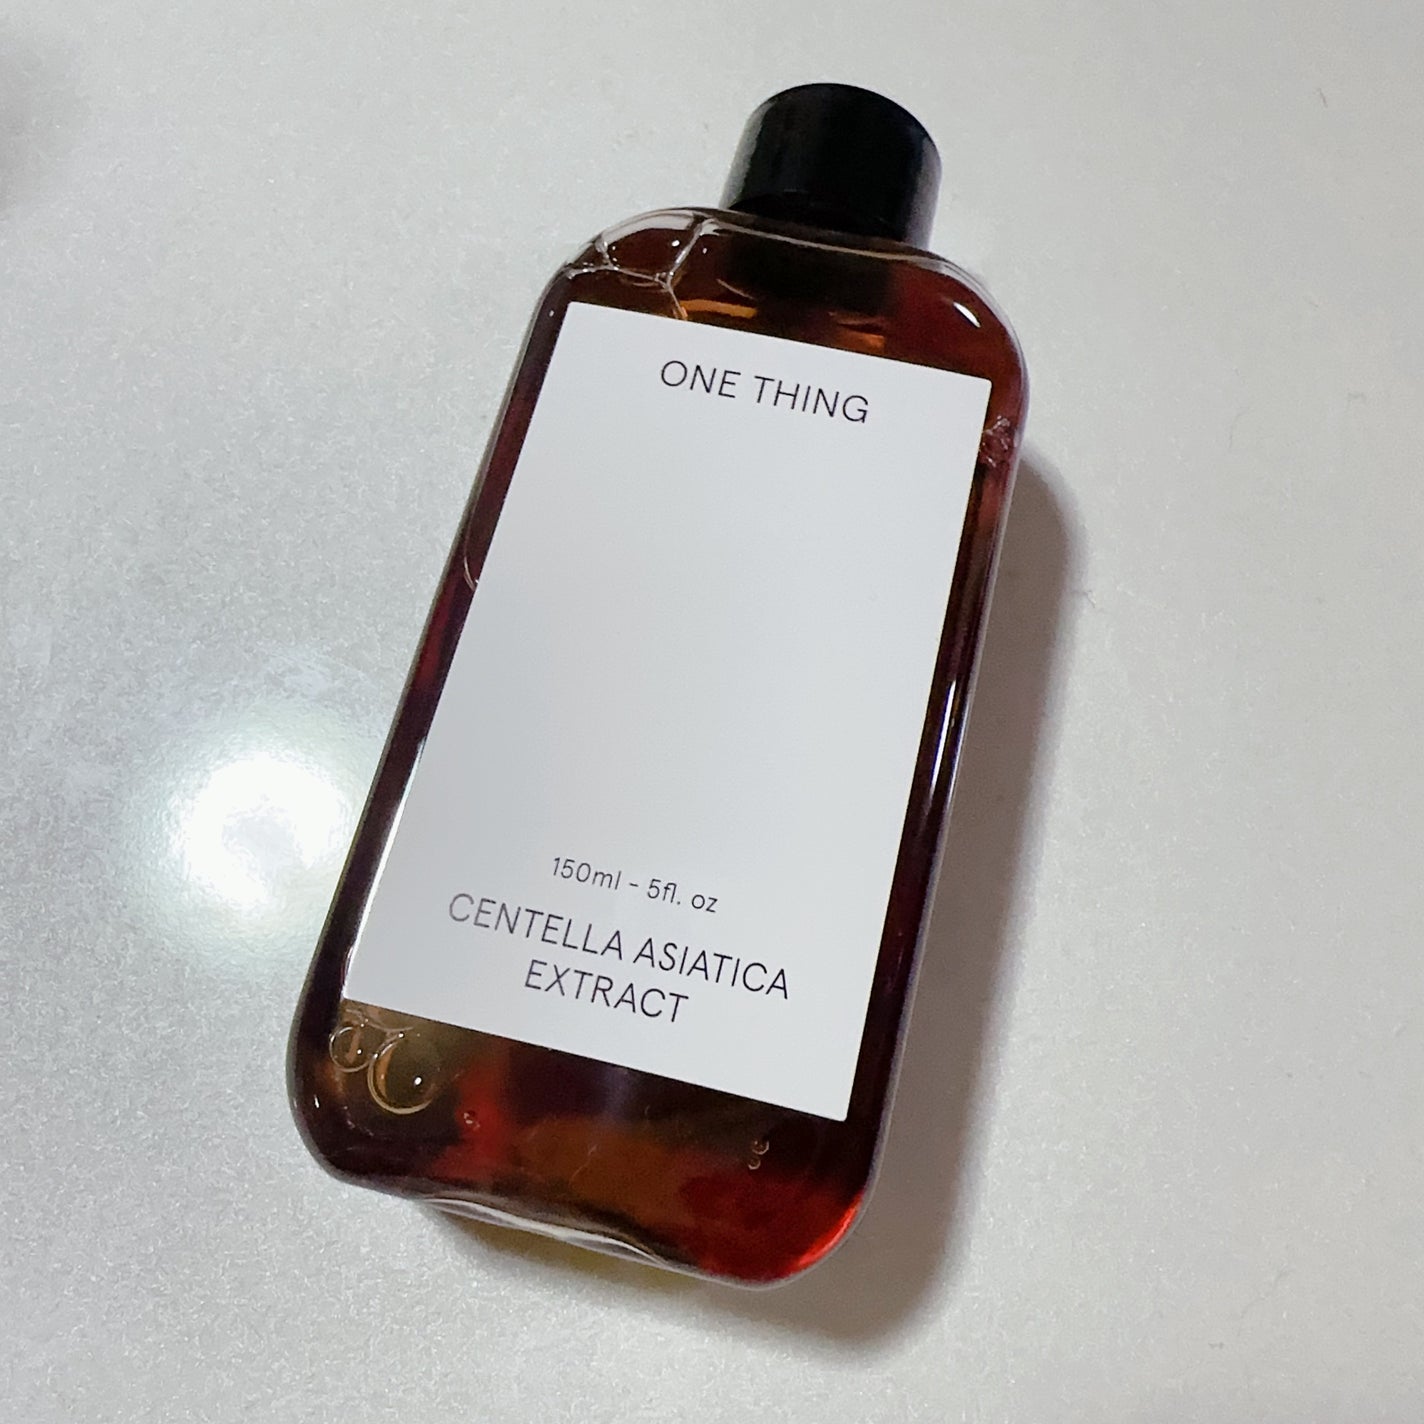 ONE THING
150ml - 5fl. oz
CENTELLA ASIATICA
EXTRACT